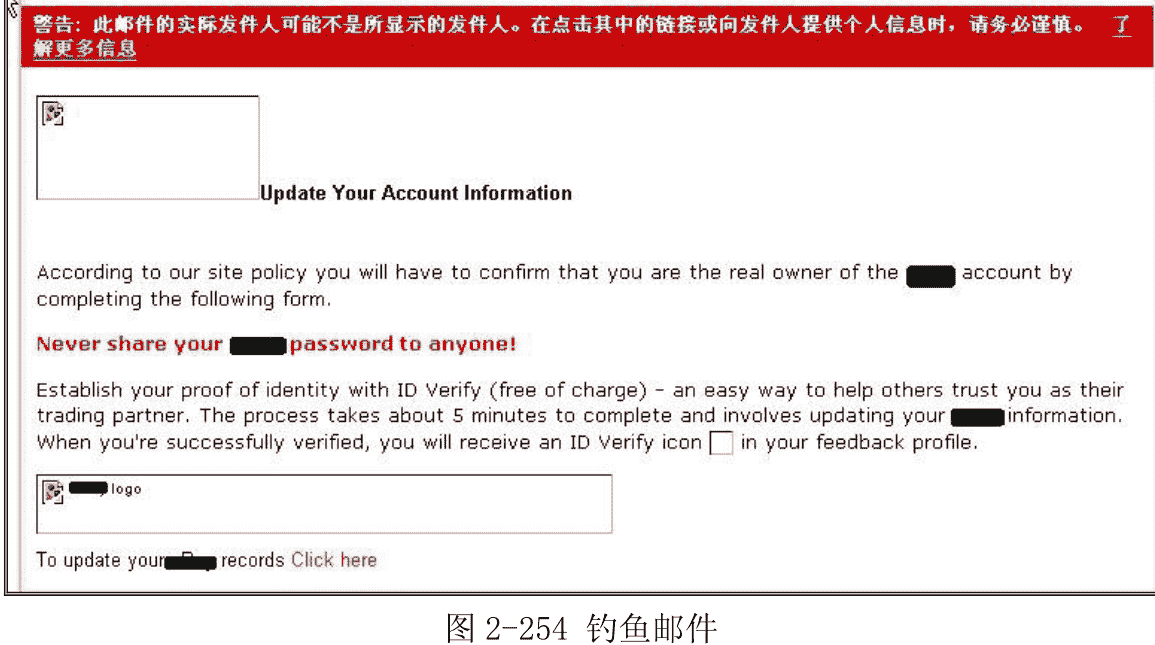 警告: 此邮件的实际发件人可能不是所显示的发件人。在点击其中的链接或向发件人提供个人信息时，请务必谨慎。 了
解更多信息
Update Your Account Information
According to our site policy you will have to confirm that you are the real owner of the account by
completing the following form.
Never share your password to anyone!
Establish your proof of identity with ID Verify (free of charge) – an easy way to help others trust you as their
trading partner. The process takes about 5 minutes to complete and involves updating your information.
When you're successfully verified, you will receive an ID Verify icon in your feedback profile.
logo
To update your records Click here
图 2-254 钓鱼邮件